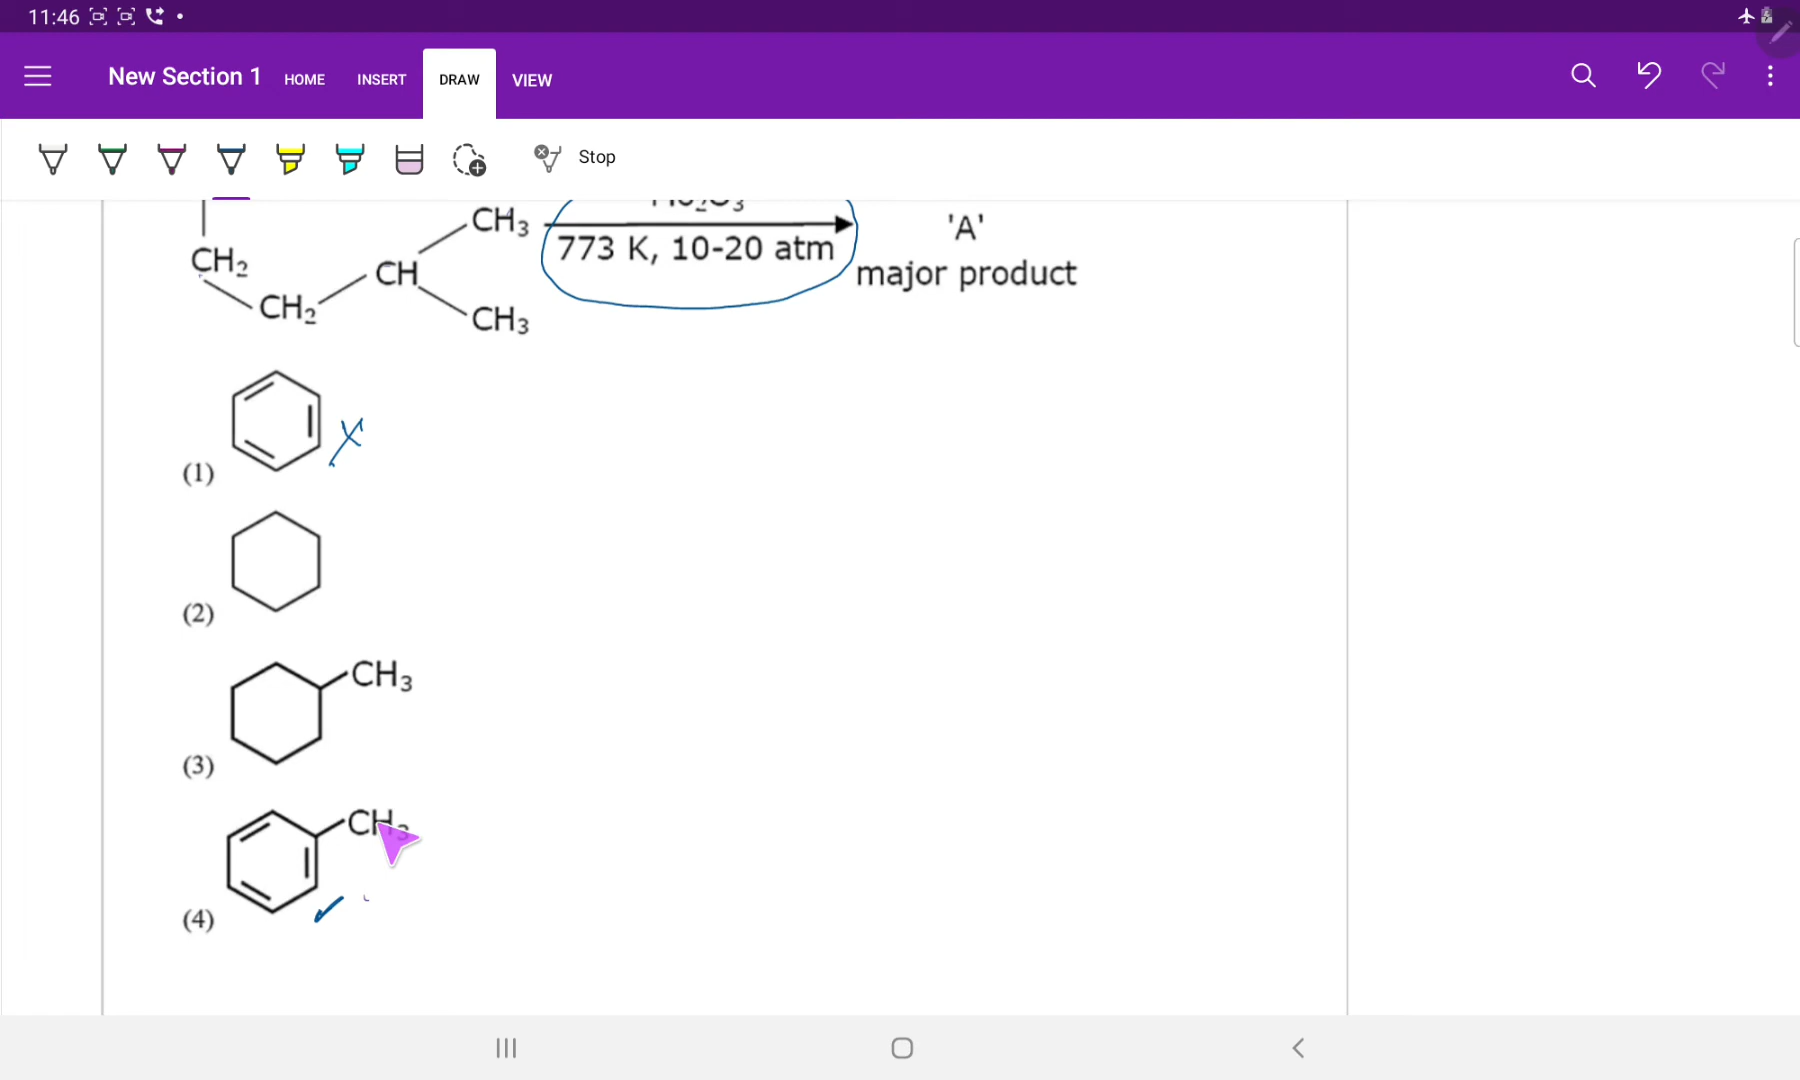 11:46
New Section 1 HOME INSERT DRAW VIEW
Stop
CH₃
773 K, 10-20 atm
'A'
major product
CH₂
CH
CH₂
CH₃
(1)
(2)
CH₃
(3)
CH₃
(4)